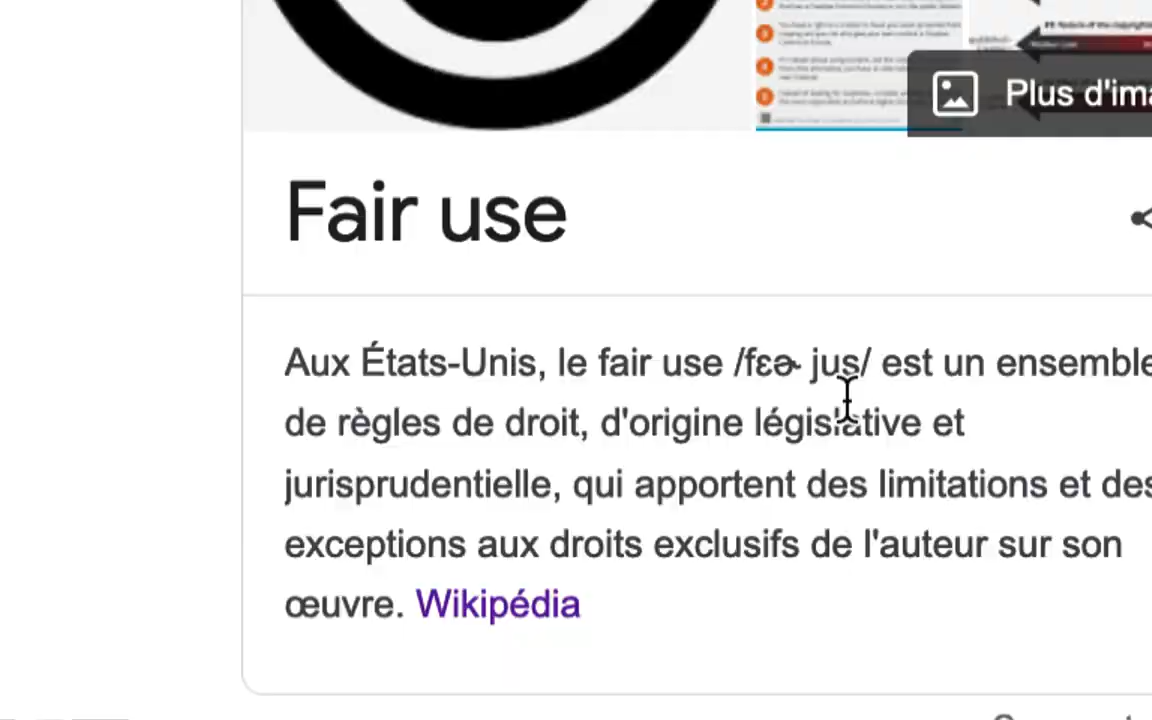 Plus d'ima
Fair use
Aux États-Unis, le fair use /fɛɚ jus/ est un ensemble
de règles de droit, d'origine législative et
jurisprudentielle, qui apportent des limitations et des
exceptions aux droits exclusifs de l'auteur sur son
œuvre. Wikipédia